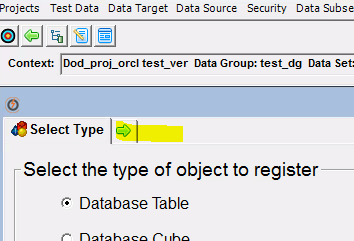 Projects Test Data Data Target Data Source Security Data Subse
Context: Dod_proj_orcl test_ver Data Group: test_dg Data Set:
Select Type
Select the type of object to register
Database Table
Database Cube